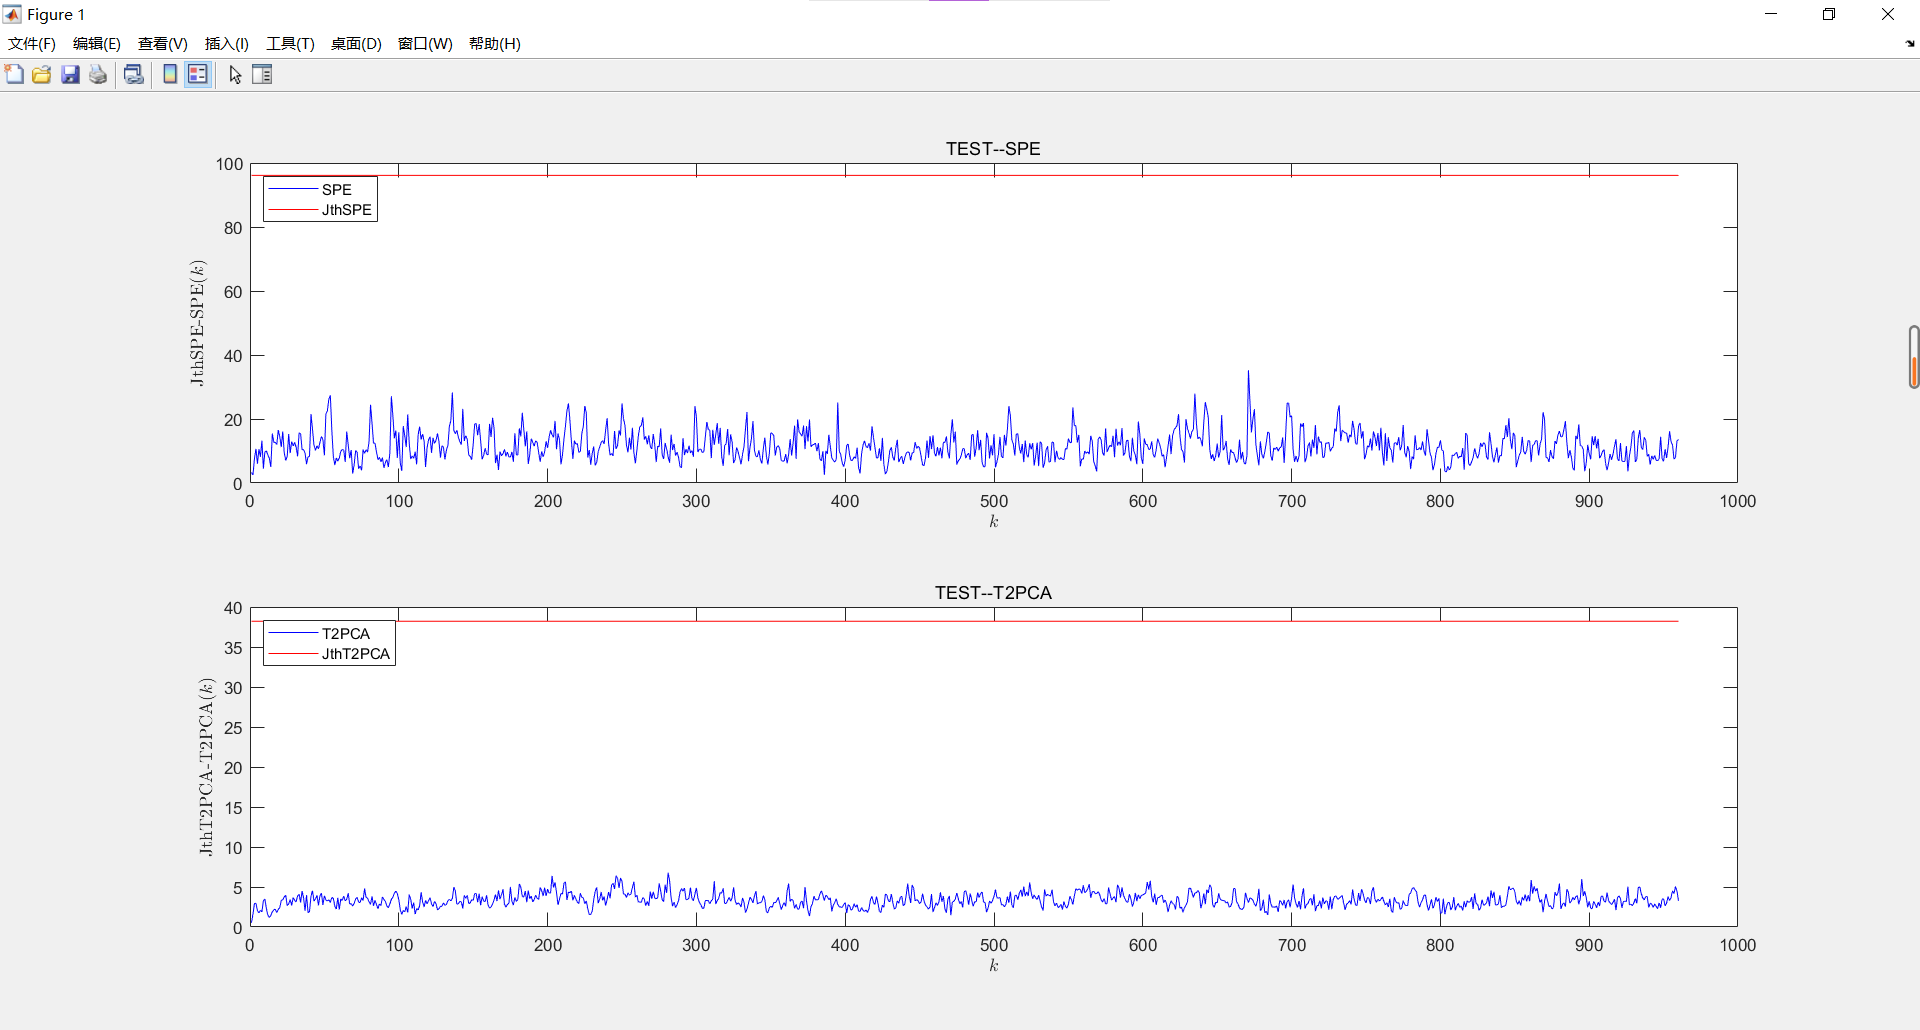 Figure 1
文件(F) 编辑(E) 查看(V) 插入(I) 工具(T) 桌面(D) 窗口(W) 帮助(H)
TEST--SPE
100
80
60
40
20
0
JthSPE-SPE(k)
SPE
JthSPE
0 100 200 300 400 500 600 700 800 900 1000
k
TEST--T2PCA
40
35
30
25
20
15
10
5
0
JthT2PCA-T2PCA(k)
T2PCA
JthT2PCA
0 100 200 300 400 500 600 700 800 900 1000
k